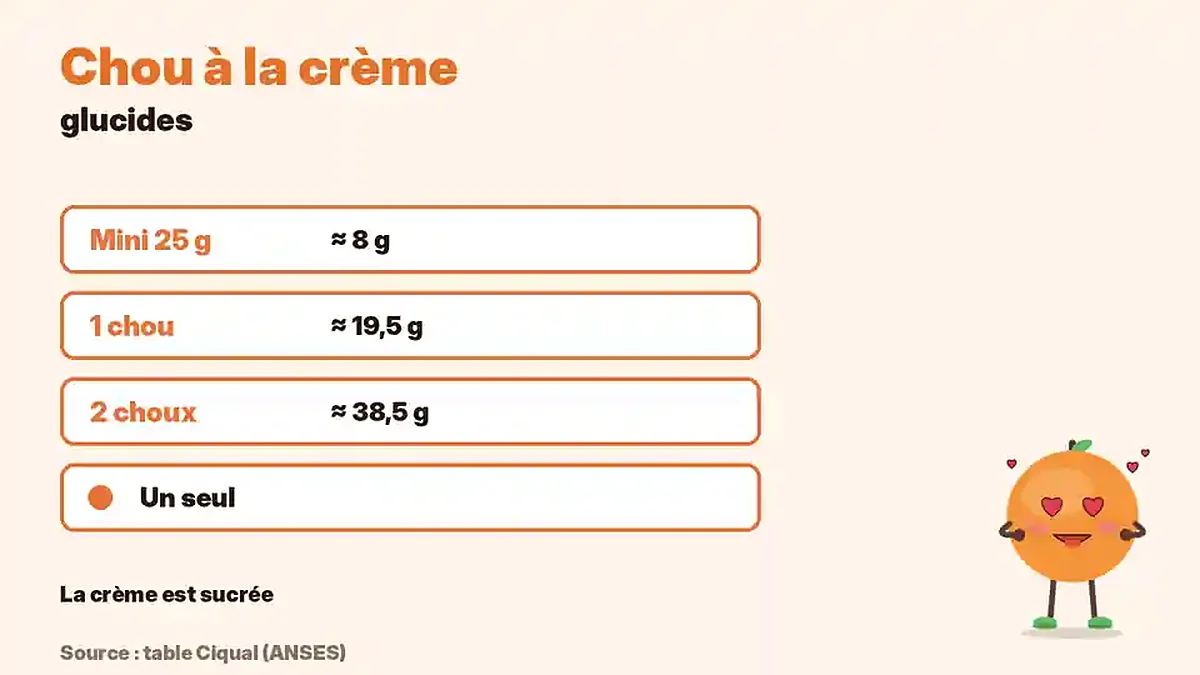 Chou à la crème
glucides
Mini 25 g ≈ 8 g
1 chou ≈ 19,5 g
2 choux ≈ 38,5 g
Un seul
La crème est sucrée
Source : table Ciqual (ANSES)